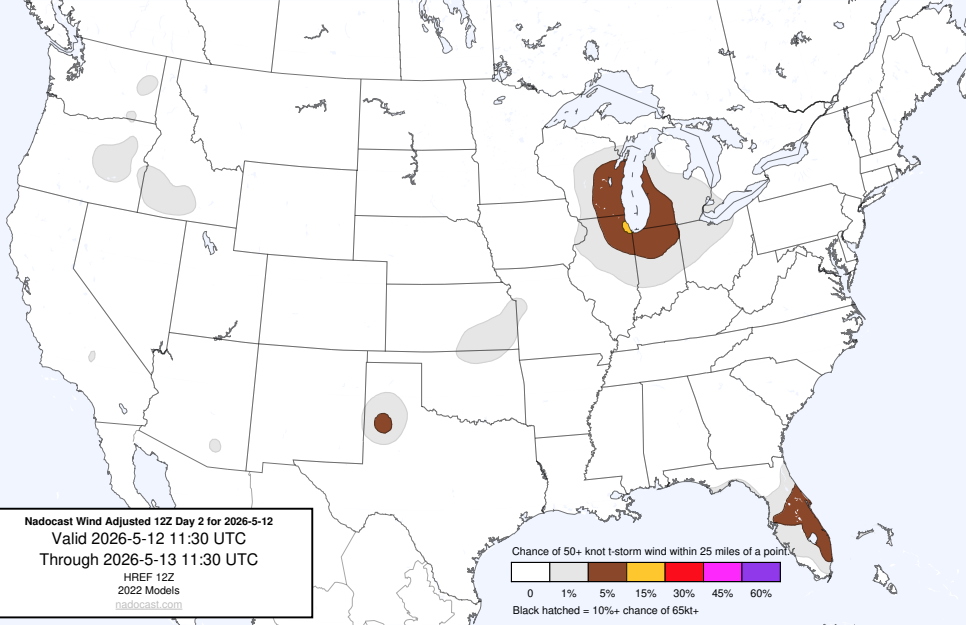 Nadocast Wind Adjusted 12Z Day 2 for 2026-5-12
Valid 2026-5-12 11:30 UTC
Through 2026-5-13 11:30 UTC
HREF 12Z
2022 Models
nadocast.com
Chance of 50+ knot t-storm wind within 25 miles of a point.
0 1% 5% 15% 30% 45% 60%
Black hatched = 10%+ chance of 65kt+